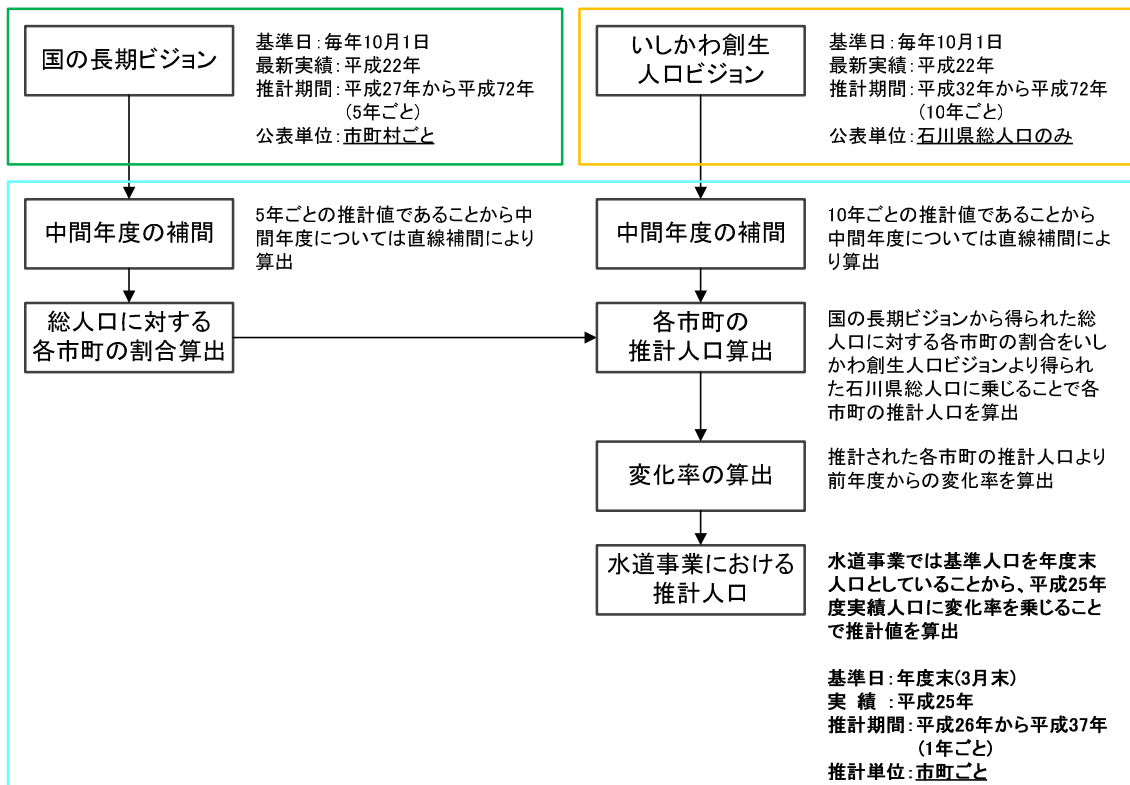 国の長期ビジョン
基準日：毎年10月1日
最新実績：平成22年
推計期間：平成27年から平成72年
(5年ごと)
公表単位：市町村ごと
いしかわ創生
人口ビジョン
基準日：毎年10月1日
最新実績：平成22年
推計期間：平成32年から平成72年
(10年ごと)
公表単位：石川県総人口のみ
中間年度の補間
5年ごとの推計値であることから中
間年度については直線補間により
算出
中間年度の補間
10年ごとの推計値であることから
中間年度については直線補間によ
り算出
総人口に対する
各市町の割合算出
各市町の
推計人口算出
国の長期ビジョンから得られた総
人口に対する各市町の割合をいし
かわ創生人口ビジョンより得られ
た石川県総人口に乗じることで各
市町の推計人口を算出
変化率の算出
推計された各市町の推計人口より
前年度からの変化率を算出
水道事業における
推計人口
水道事業では基準人口を年度末
人口としていることから、平成25年
度実績人口に変化率を乗じること
で推計値を算出
基準日：年度末(3月末)
実 績 ：平成25年
推計期間：平成26年から平成37年
(1年ごと)
推計単位：市町ごと